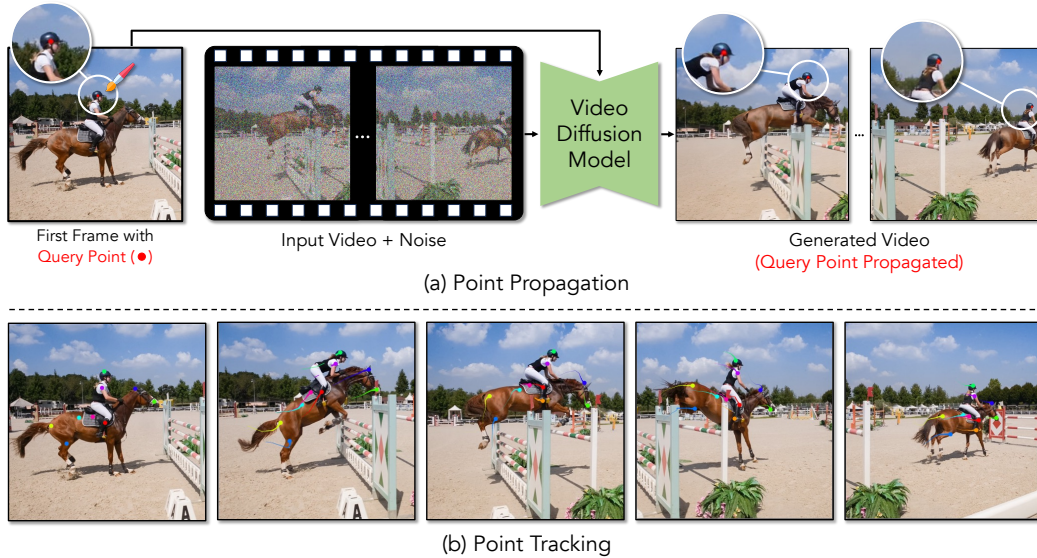 Video
Diffusion
Model
...
...
A
First Frame with
Query Point (●)
Input Video + Noise
Generated Video
(Query Point Propagated)
(a) Point Propagation
A
A
(b) Point Tracking